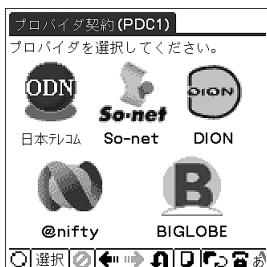 プロバイダ契約(PDC1)
プロバイダを選択してください。
ODN So-net DION
日本テレコム So-net DION
B
@nifty BIGLOBE
選択 あ